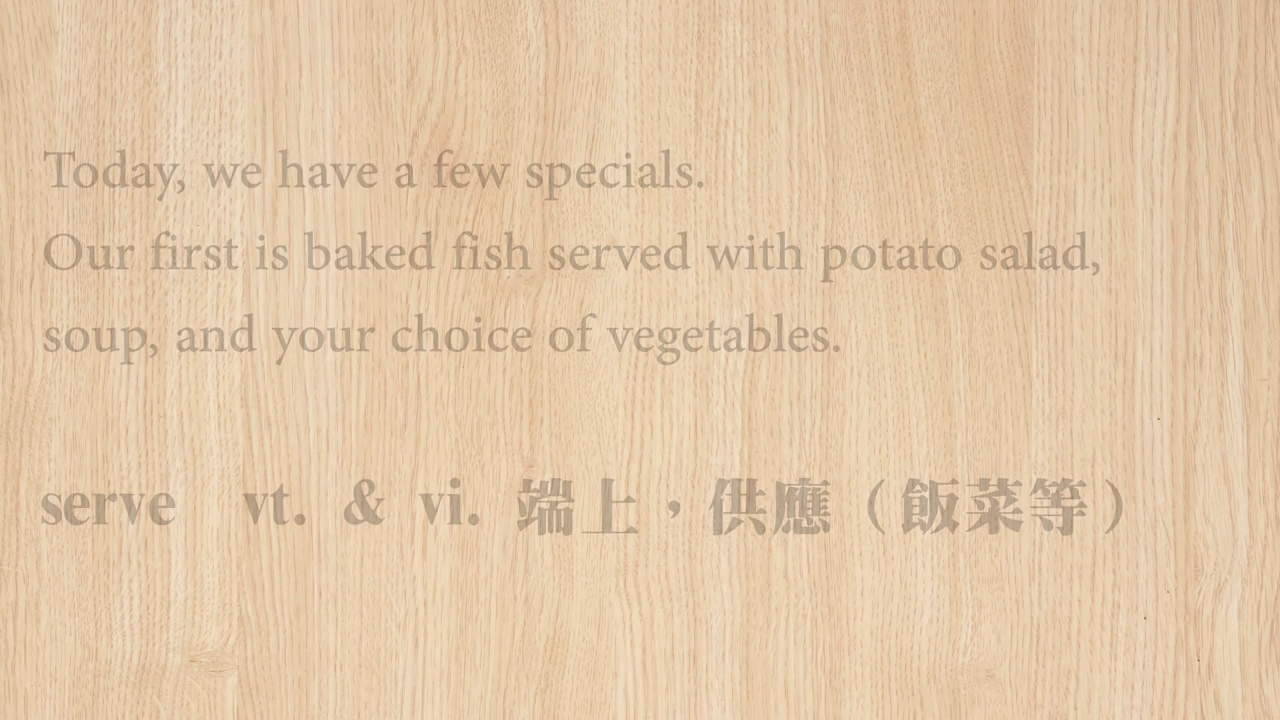 Today, we have a few specials.
Our first is baked fish served with potato salad,
soup, and your choice of vegetables.
serve vt. & vi. 端上，供應（飯菜等）